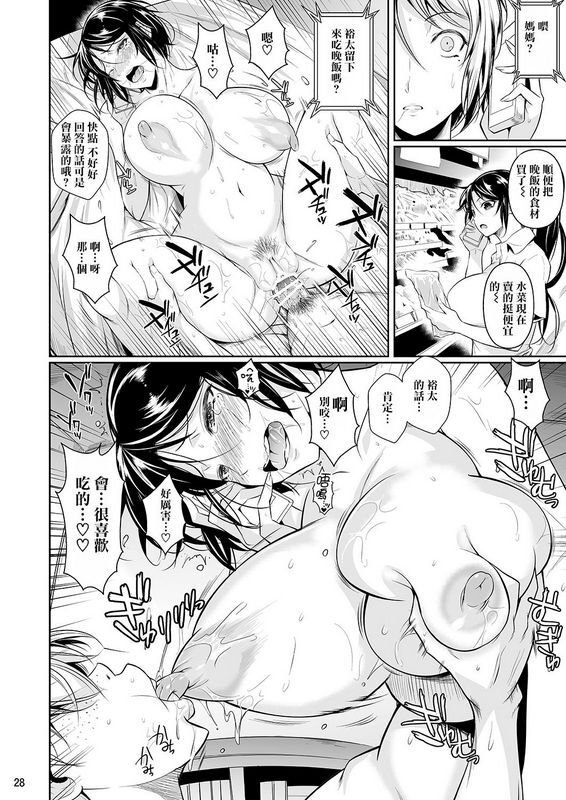 喂
媽媽?
順便把
晚飯的食材
買了~
水菜現在
賣的挺便宜
的~
裕太留下
來吃晚飯嗎?
嗯♡
咕…♡
快點 不好好
回答的話可是
會暴露的哦?
啊…呀
那…個
啊…
裕太
的話…
肯定…
啊
別咬…♡
唔嗚…♡
好厲害…♡
會…很喜歡
吃的…♡♡
28